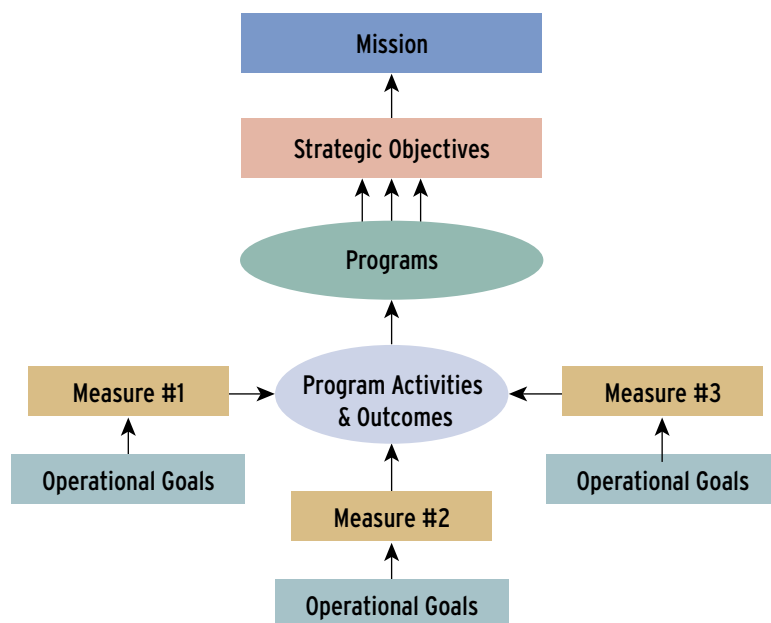 Mission
Strategic Objectives
Programs
Program Activities
& Outcomes
Measure #1
Measure #3
Operational Goals
Operational Goals
Measure #2
Operational Goals